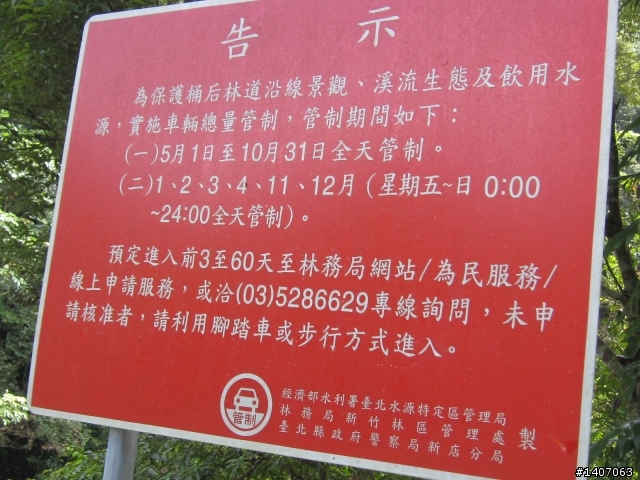 告 示
為保護桶后林道沿線景觀、溪流生態及飲用水
源，實施車輛總量管制，管制期間如下：
(一)5月1日至10月31日全天管制。
(二)1、2、3、4、11、12月(星期五~日 0:00
~24:00全天管制)。
預定進入前3至60天至林務局網站/為民服務/
線上申請服務，或洽(03)5286629專線詢問，未申
請核准者，請利用腳踏車或步行方式進入。
管制
經濟部水利署臺北水源特定區管理局
林務局新竹林區管理處
臺北縣政府警察局新店分局
製
#1407063